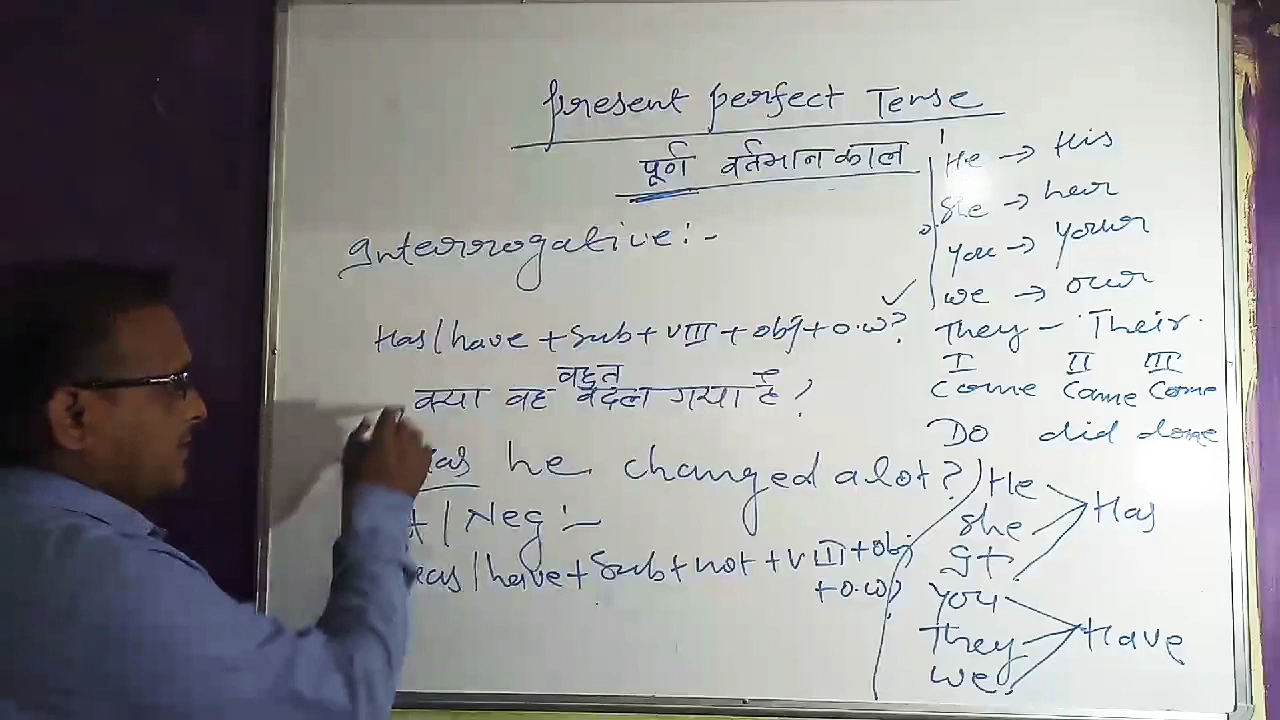 Present perfect Tense
पूर्ण वर्तमान काल
Interrogative:-
Has/have + Sub + VIII + Obj + O.W?
क्या वह बहुत बदल गया है?
Has he changed a lot?
Neg:-
/have + Sub + not + VIII + Obj
+ O.W?
He → His
She → her
You → your
We → our
They - Their
I II III
Come Came Come
Do did done
He
She
It
Has
You
They
We
Have